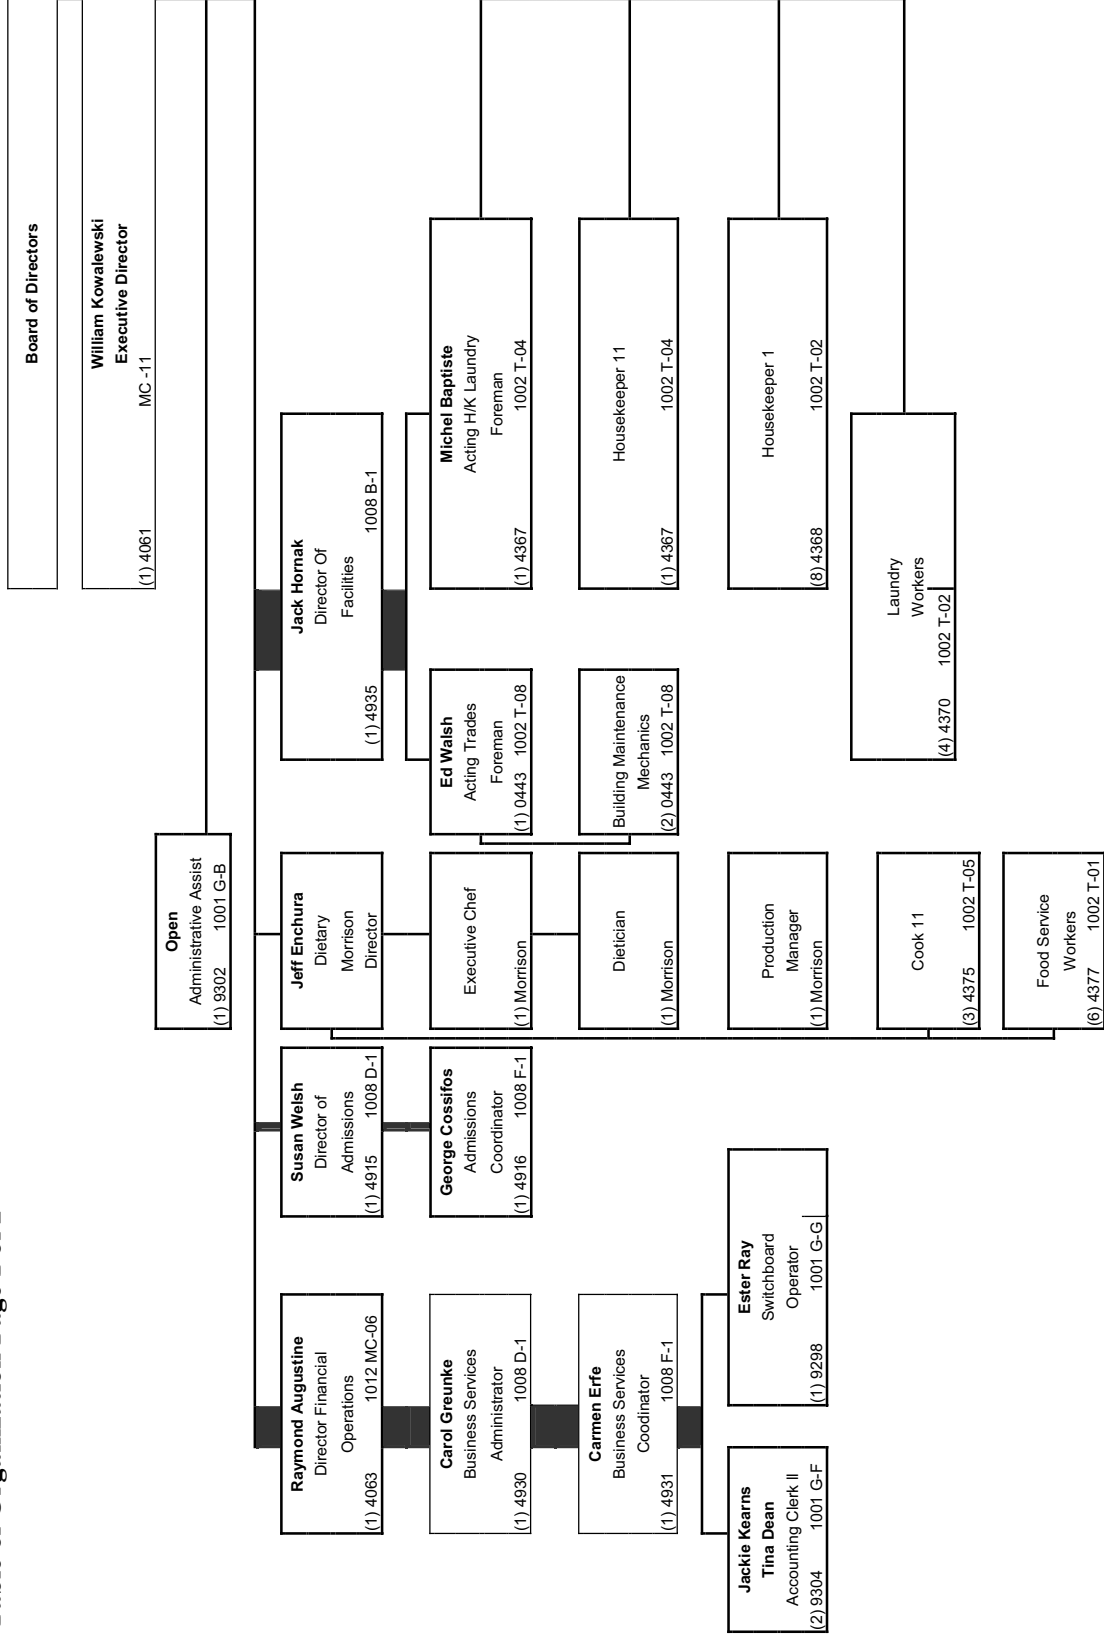 Board of Directors
William Kowalewski
Executive Director
(1) 4061 MC -11
Open
Administrative Assist
(1) 9302 1001 G-B
Raymond Augustine
Director Financial
Operations
(1) 4063 1012 MC-06
Susan Welsh
Director of
Admissions
(1) 4915 1008 D-1
Jeff Enchura
Dietary
Morrison
Director
Jack Hornak
Director Of
Facilities
(1) 4935 1008 B-1
Carol Greunke
Business Services
Administrator
(1) 4930 1008 D-1
George Cossifos
Admissions
Coordinator
(1) 4916 1008 F-1
Executive Chef
(1) Morrison
Ed Walsh
Acting Trades
Foreman
(1) 0443 1002 T-08
Michel Baptiste
Acting H/K Laundry
Foreman
(1) 4367 1002 T-04
Carmen Erfe
Business Services
Coodinator
(1) 4931 1008 F-1
Dietician
(1) Morrison
Building Maintenance
Mechanics
(2) 0443 1002 T-08
Housekeeper 11
(1) 4367 1002 T-04
Jackie Kearns
Tina Dean
Accounting Clerk II
(2) 9304 1001 G-F
Ester Ray
Switchboard
Operator
(1) 9298 1001 G-G
Production
Manager
(1) Morrison
Housekeeper 1
(8) 4368 1002 T-02
Cook 11
(3) 4375 1002 T-05
Laundry
Workers
(4) 4370 1002 T-02
Food Service
Workers
(6) 4377 1002 T-01